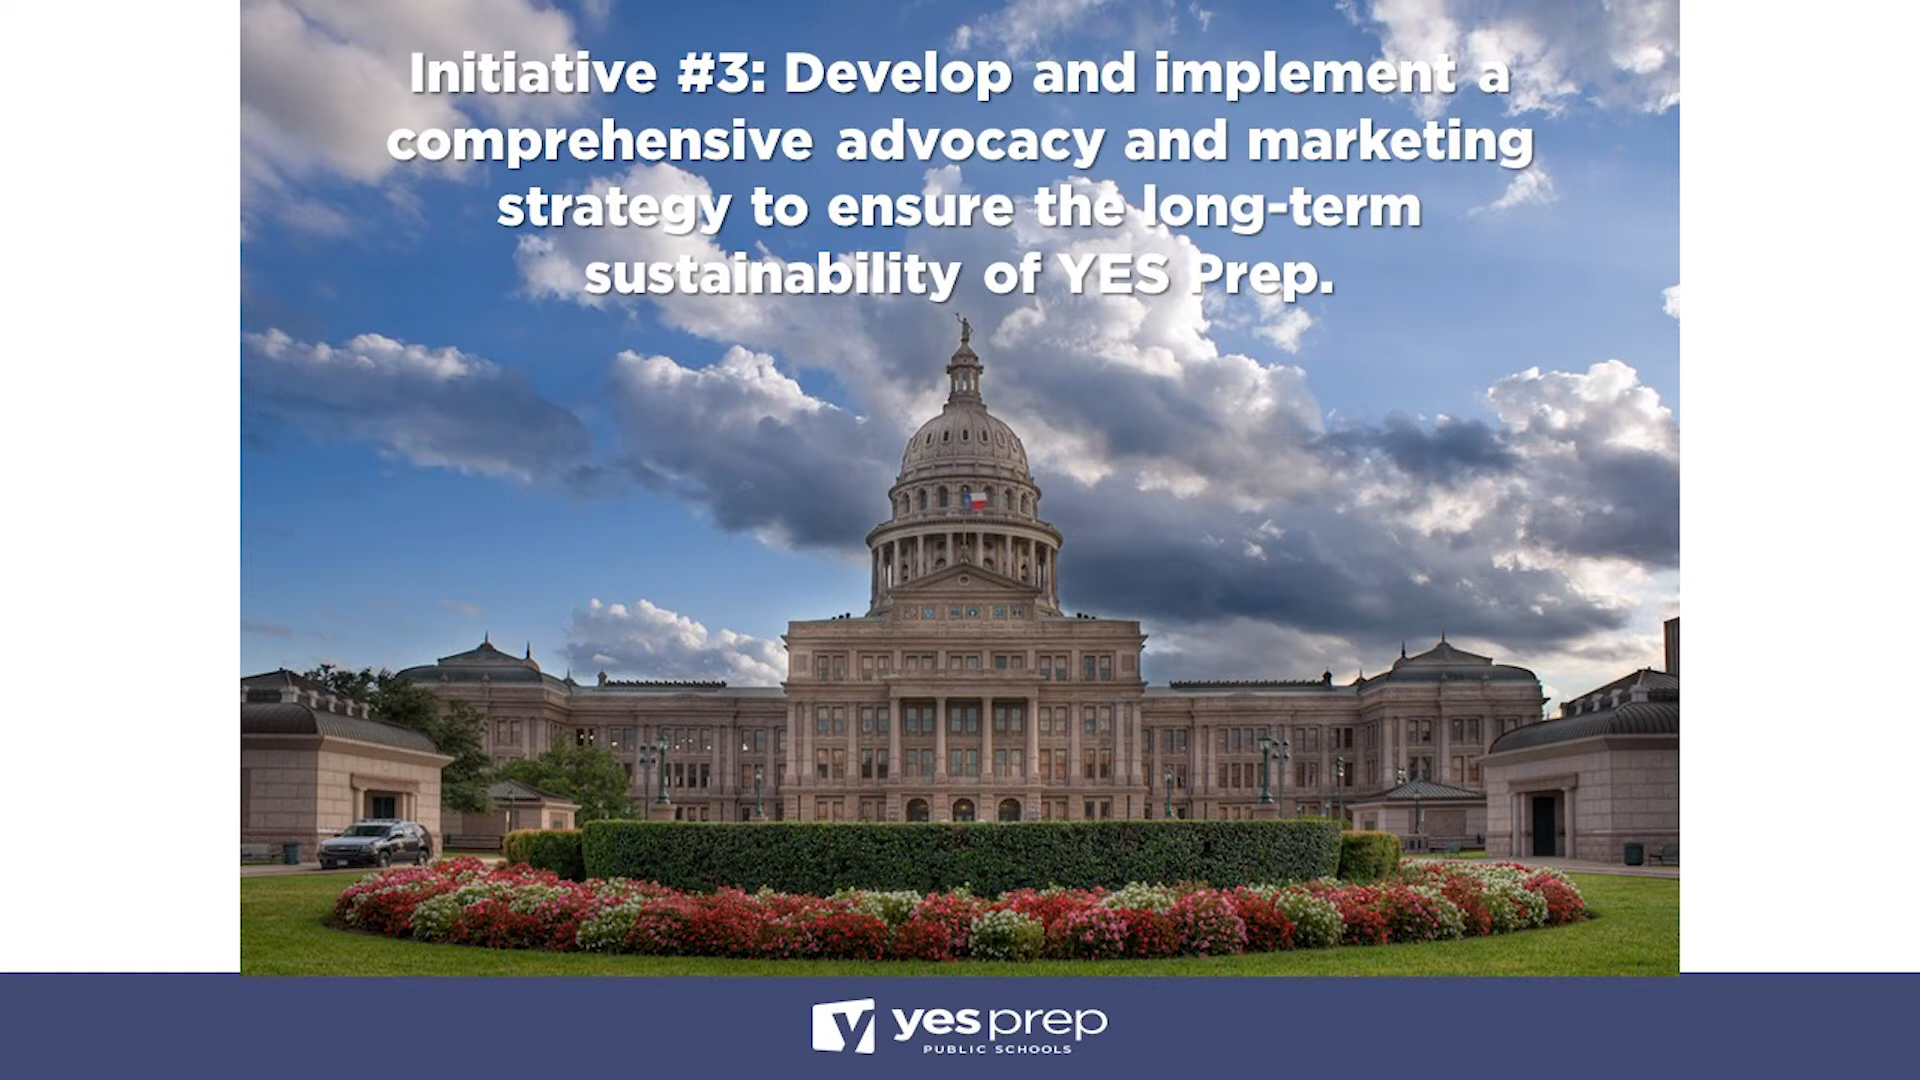 Initiative #3: Develop and implement a
comprehensive advocacy and marketing
strategy to ensure the long-term
sustainability of YES Prep.
yes prep
PUBLIC SCHOOLS